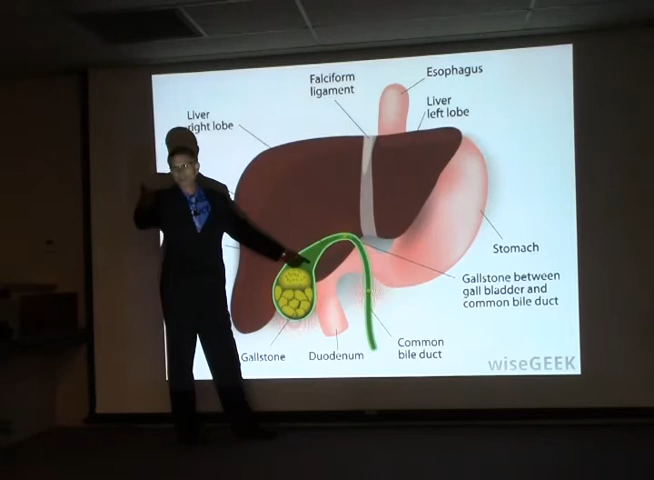 Falciform
ligament
Esophagus
Liver
left lobe
Liver
right lobe
Stomach
Gallstone between
gall bladder and
common bile duct
Gallstone
Duodenum
Common
bile duct
wiseGEEK